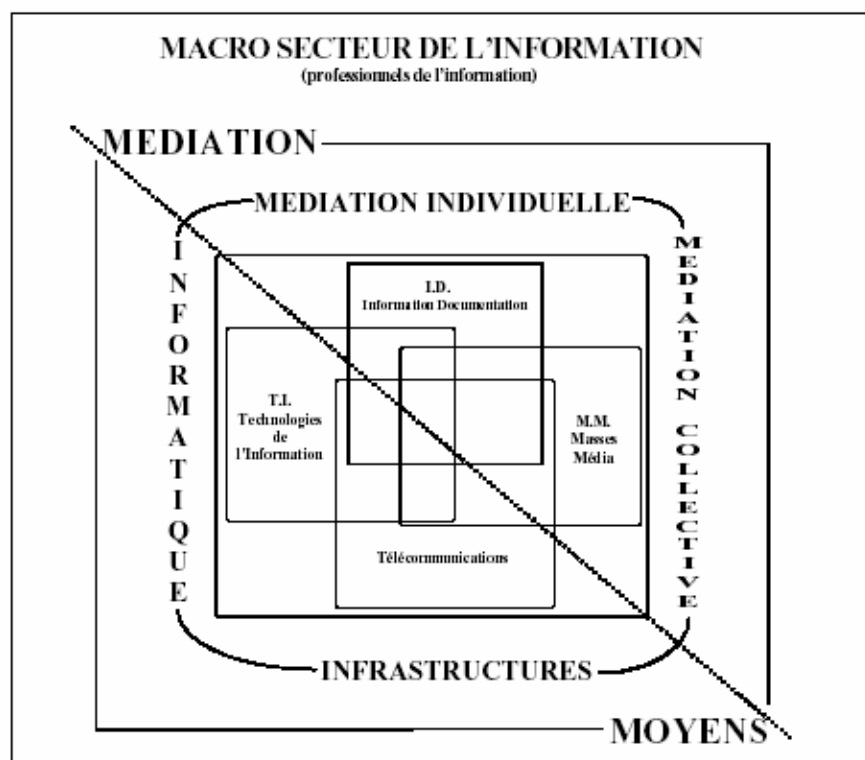 MACRO SECTEUR DE L'INFORMATION
(professionnels de l'information)
MEDIATION
MEDIATION INDIVIDUELLE
INFORMATIQUE
MEDIATION COLLECTIVE
I.D.
Information Documentation
T.I.
Technologies
de
l'Information
M.M.
Masses
Média
Télécommunications
INFRASTRUCTURES
MOYENS